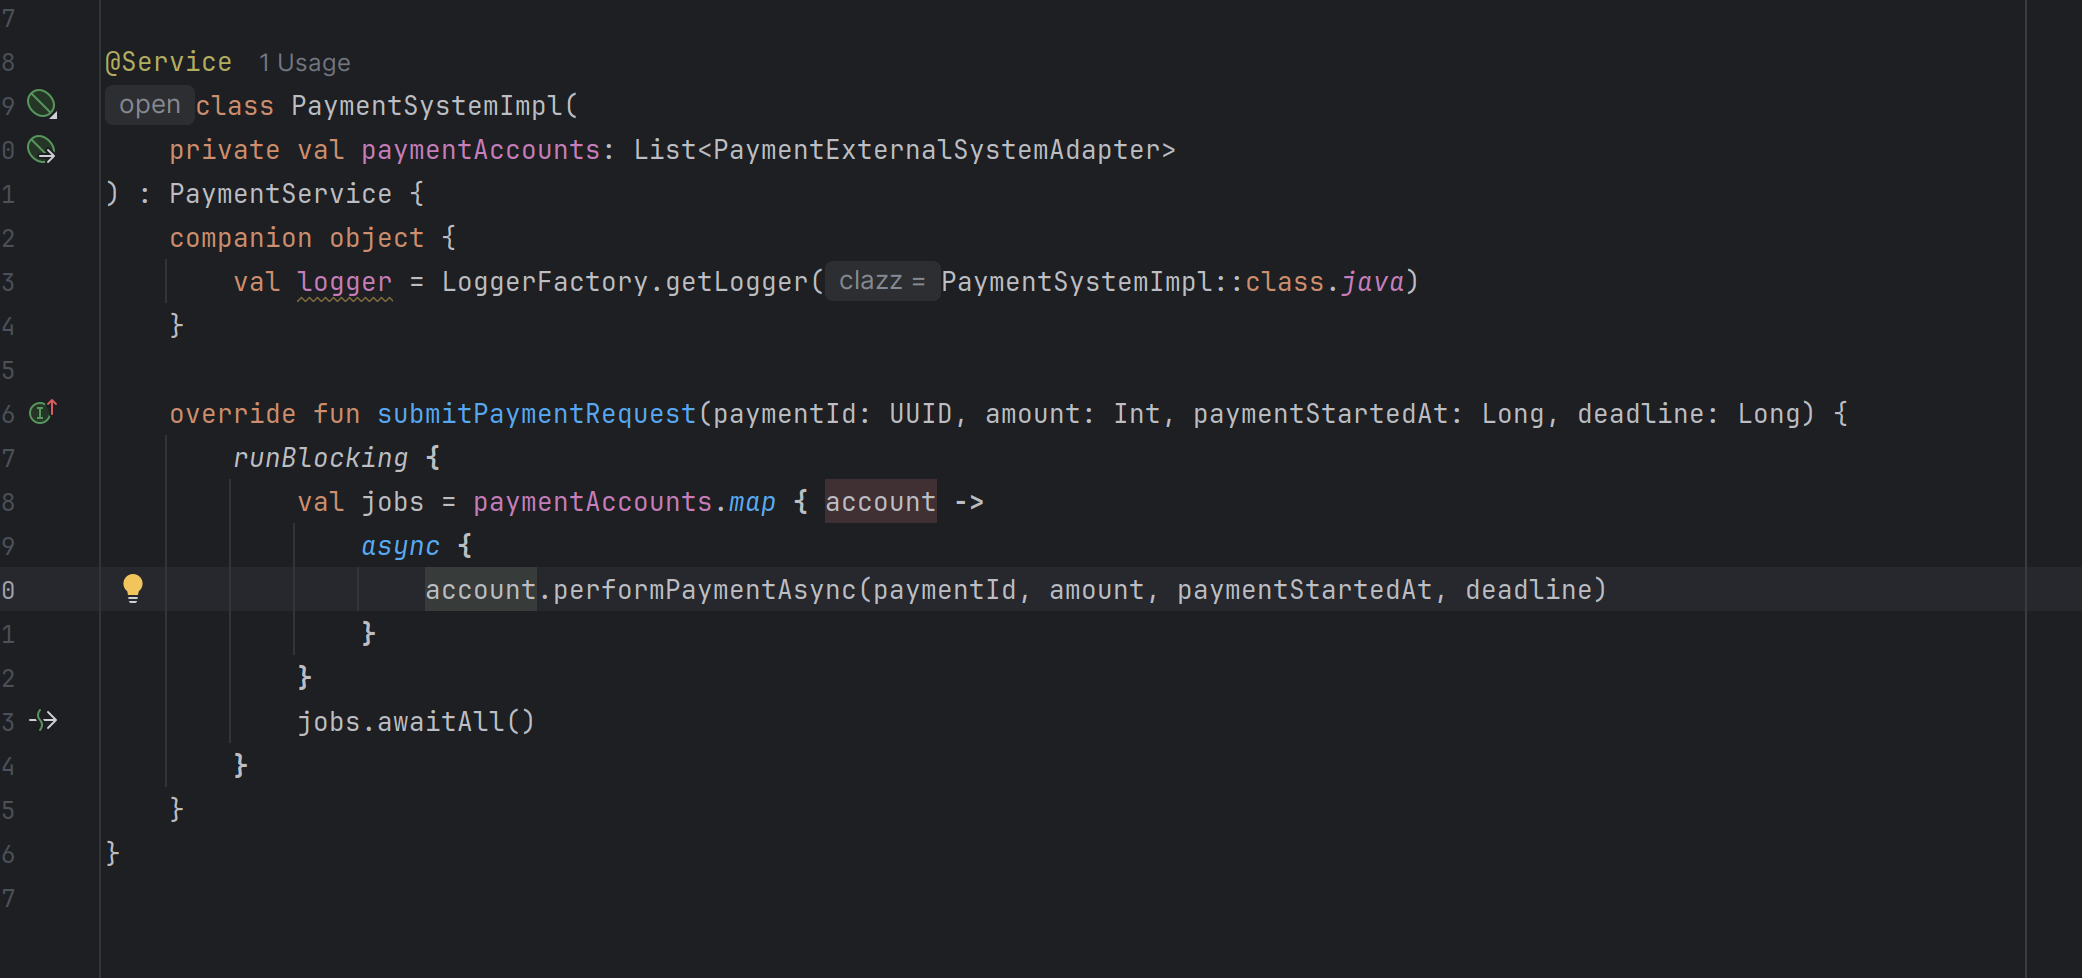 7
8 @Service 1 Usage
9 open class PaymentSystemImpl(
0 private val paymentAccounts: List<PaymentExternalSystemAdapter>
1 ) : PaymentService {
2 companion object {
3 val logger = LoggerFactory.getLogger( clazz = PaymentSystemImpl::class.java)
4 }
5
6 override fun submitPaymentRequest(paymentId: UUID, amount: Int, paymentStartedAt: Long, deadline: Long) {
7 runBlocking {
8 val jobs = paymentAccounts.map { account ->
9 async {
0 account.performPaymentAsync(paymentId, amount, paymentStartedAt, deadline)
1 }
2 }
3 jobs.awaitAll()
4 }
5 }
6 }
7